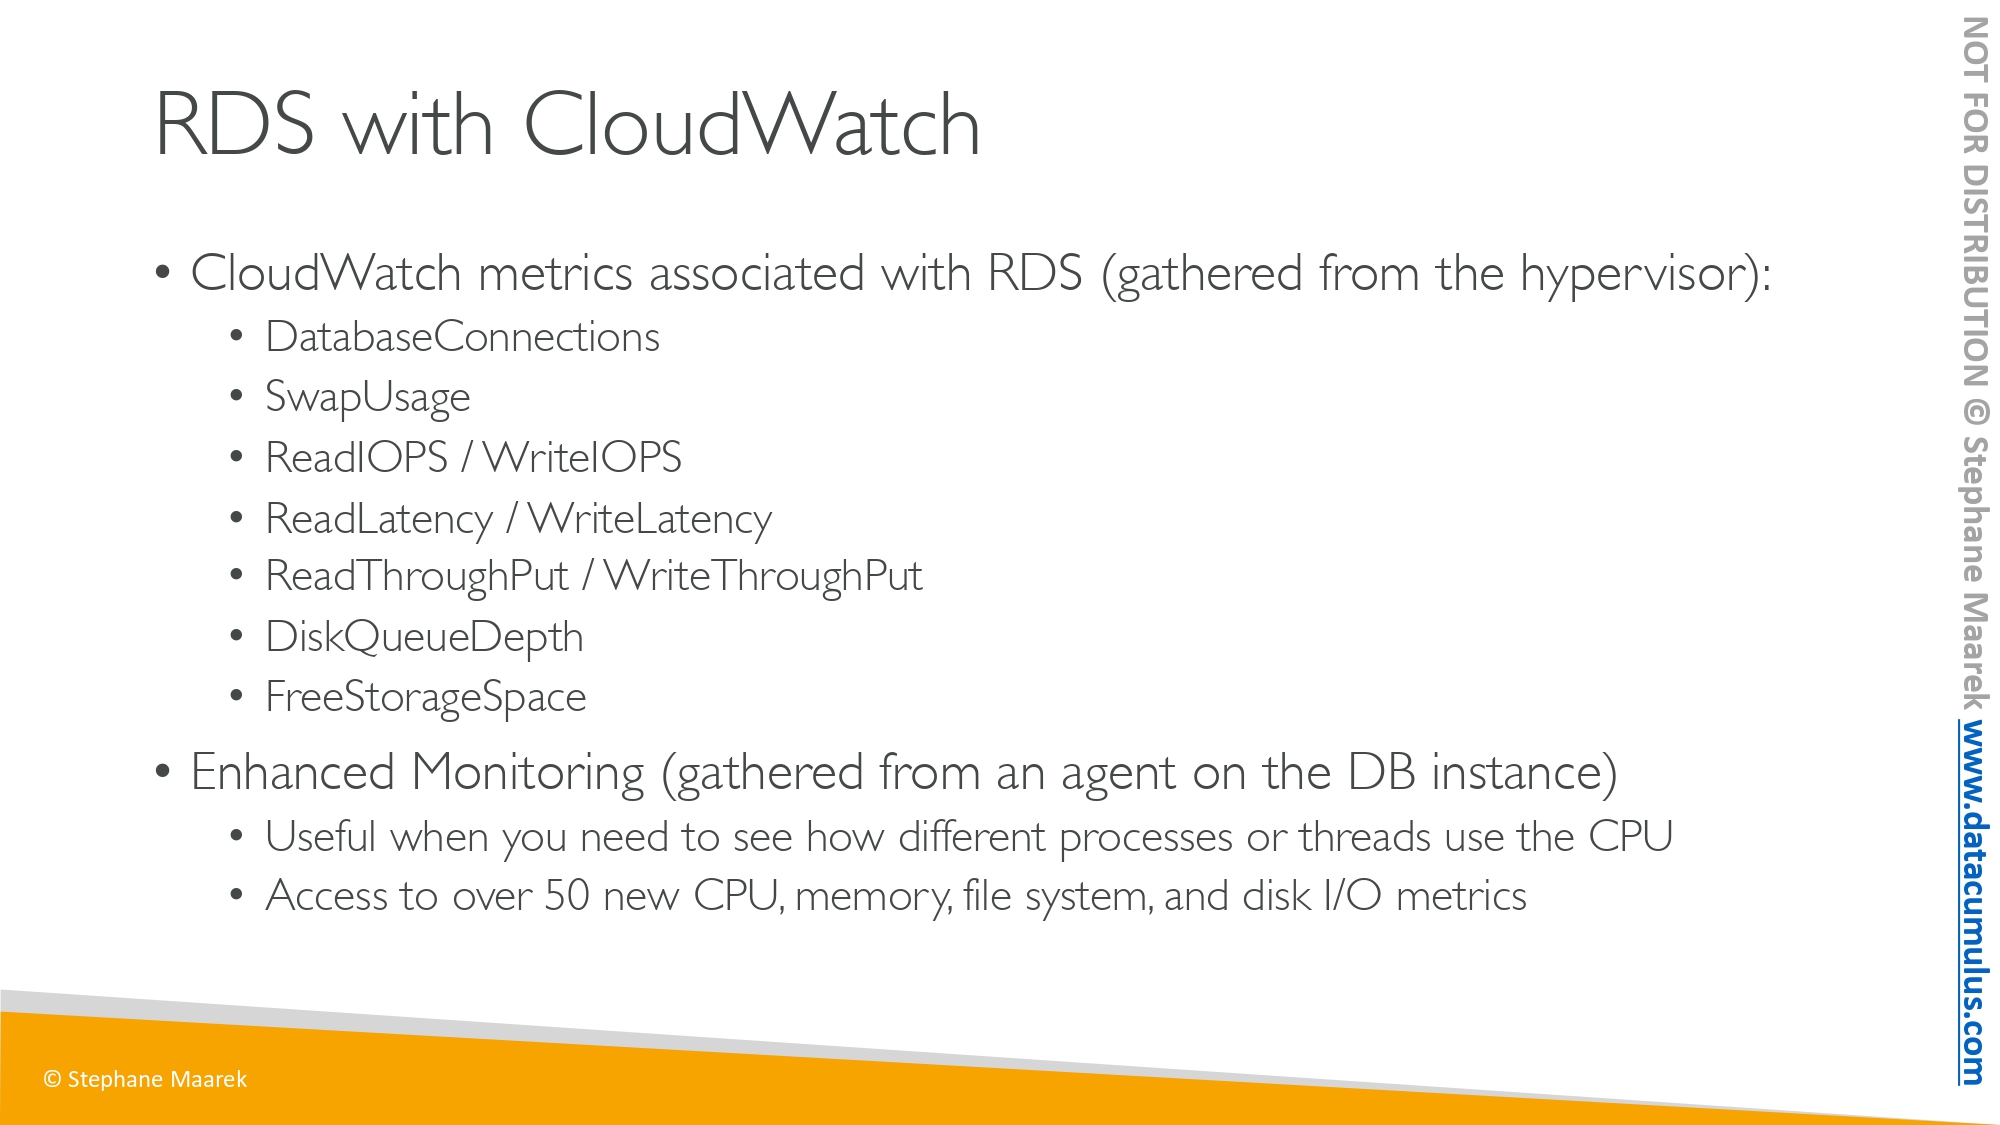 RDS with CloudWatch
• CloudWatch metrics associated with RDS (gathered from the hypervisor):
• DatabaseConnections
• SwapUsage
• ReadIOPS / WriteIOPS
• ReadLatency / WriteLatency
• ReadThroughPut / WriteThroughPut
• DiskQueueDepth
• FreeStorageSpace
• Enhanced Monitoring (gathered from an agent on the DB instance)
• Useful when you need to see how different processes or threads use the CPU
• Access to over 50 new CPU, memory, file system, and disk I/O metrics
© Stephane Maarek
NOT FOR DISTRIBUTION © Stephane Maarek www.datacumulus.com